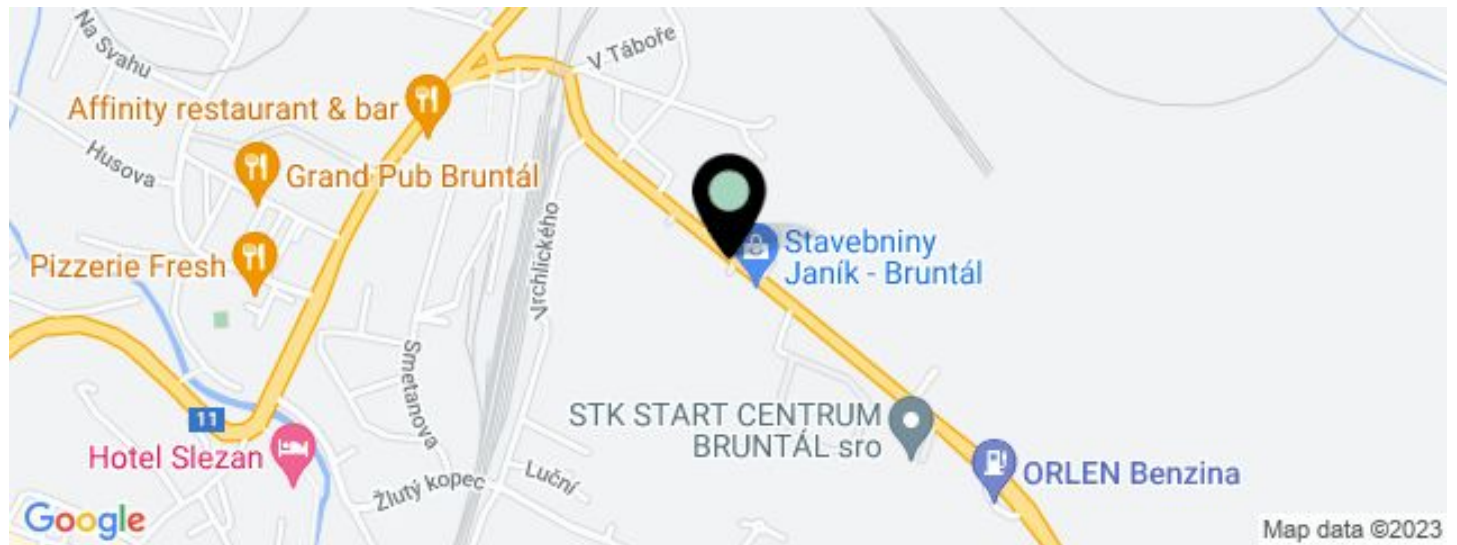 Na Svahu
V Táboře
Affinity restaurant & bar
Husova
Grand Pub Bruntál
Vrchlického
Stavebniny
Janík - Bruntál
Pizzerie Fresh
Smetanova
11
STK START CENTRUM
BRUNTÁL sro
Hotel Slezan
Žlutý kopec
Luční
ORLEN Benzina
Google
Map data ©2023